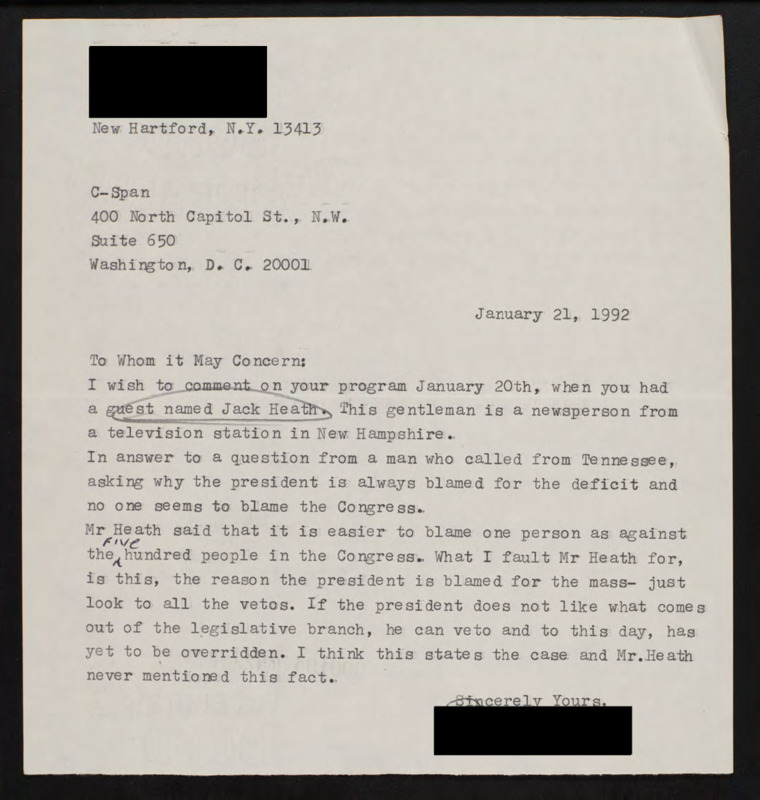 New Hartford, N.Y. 13413
C-Span
400 North Capitol St., N.W.
Suite 650
Washington, D. C. 20001
January 21, 1992
To Whom it May Concern:
I wish to comment on your program January 20th, when you had
a guest named Jack Heath. This gentleman is a newsperson from
a television station in New Hampshire.
In answer to a question from a man who called from Tennessee,
asking why the president is always blamed for the deficit and
no one seems to blame the Congress.
Mr Heath said that it is easier to blame one person as against
the five hundred people in the Congress. What I fault Mr Heath for,
is this, the reason the president is blamed for the mass- just
look to all the vetos. If the president does not like what comes
out of the legislative branch, he can veto and to this day, has
yet to be overridden. I think this states the case and Mr.Heath
never mentioned this fact.
Sincerely Yours,